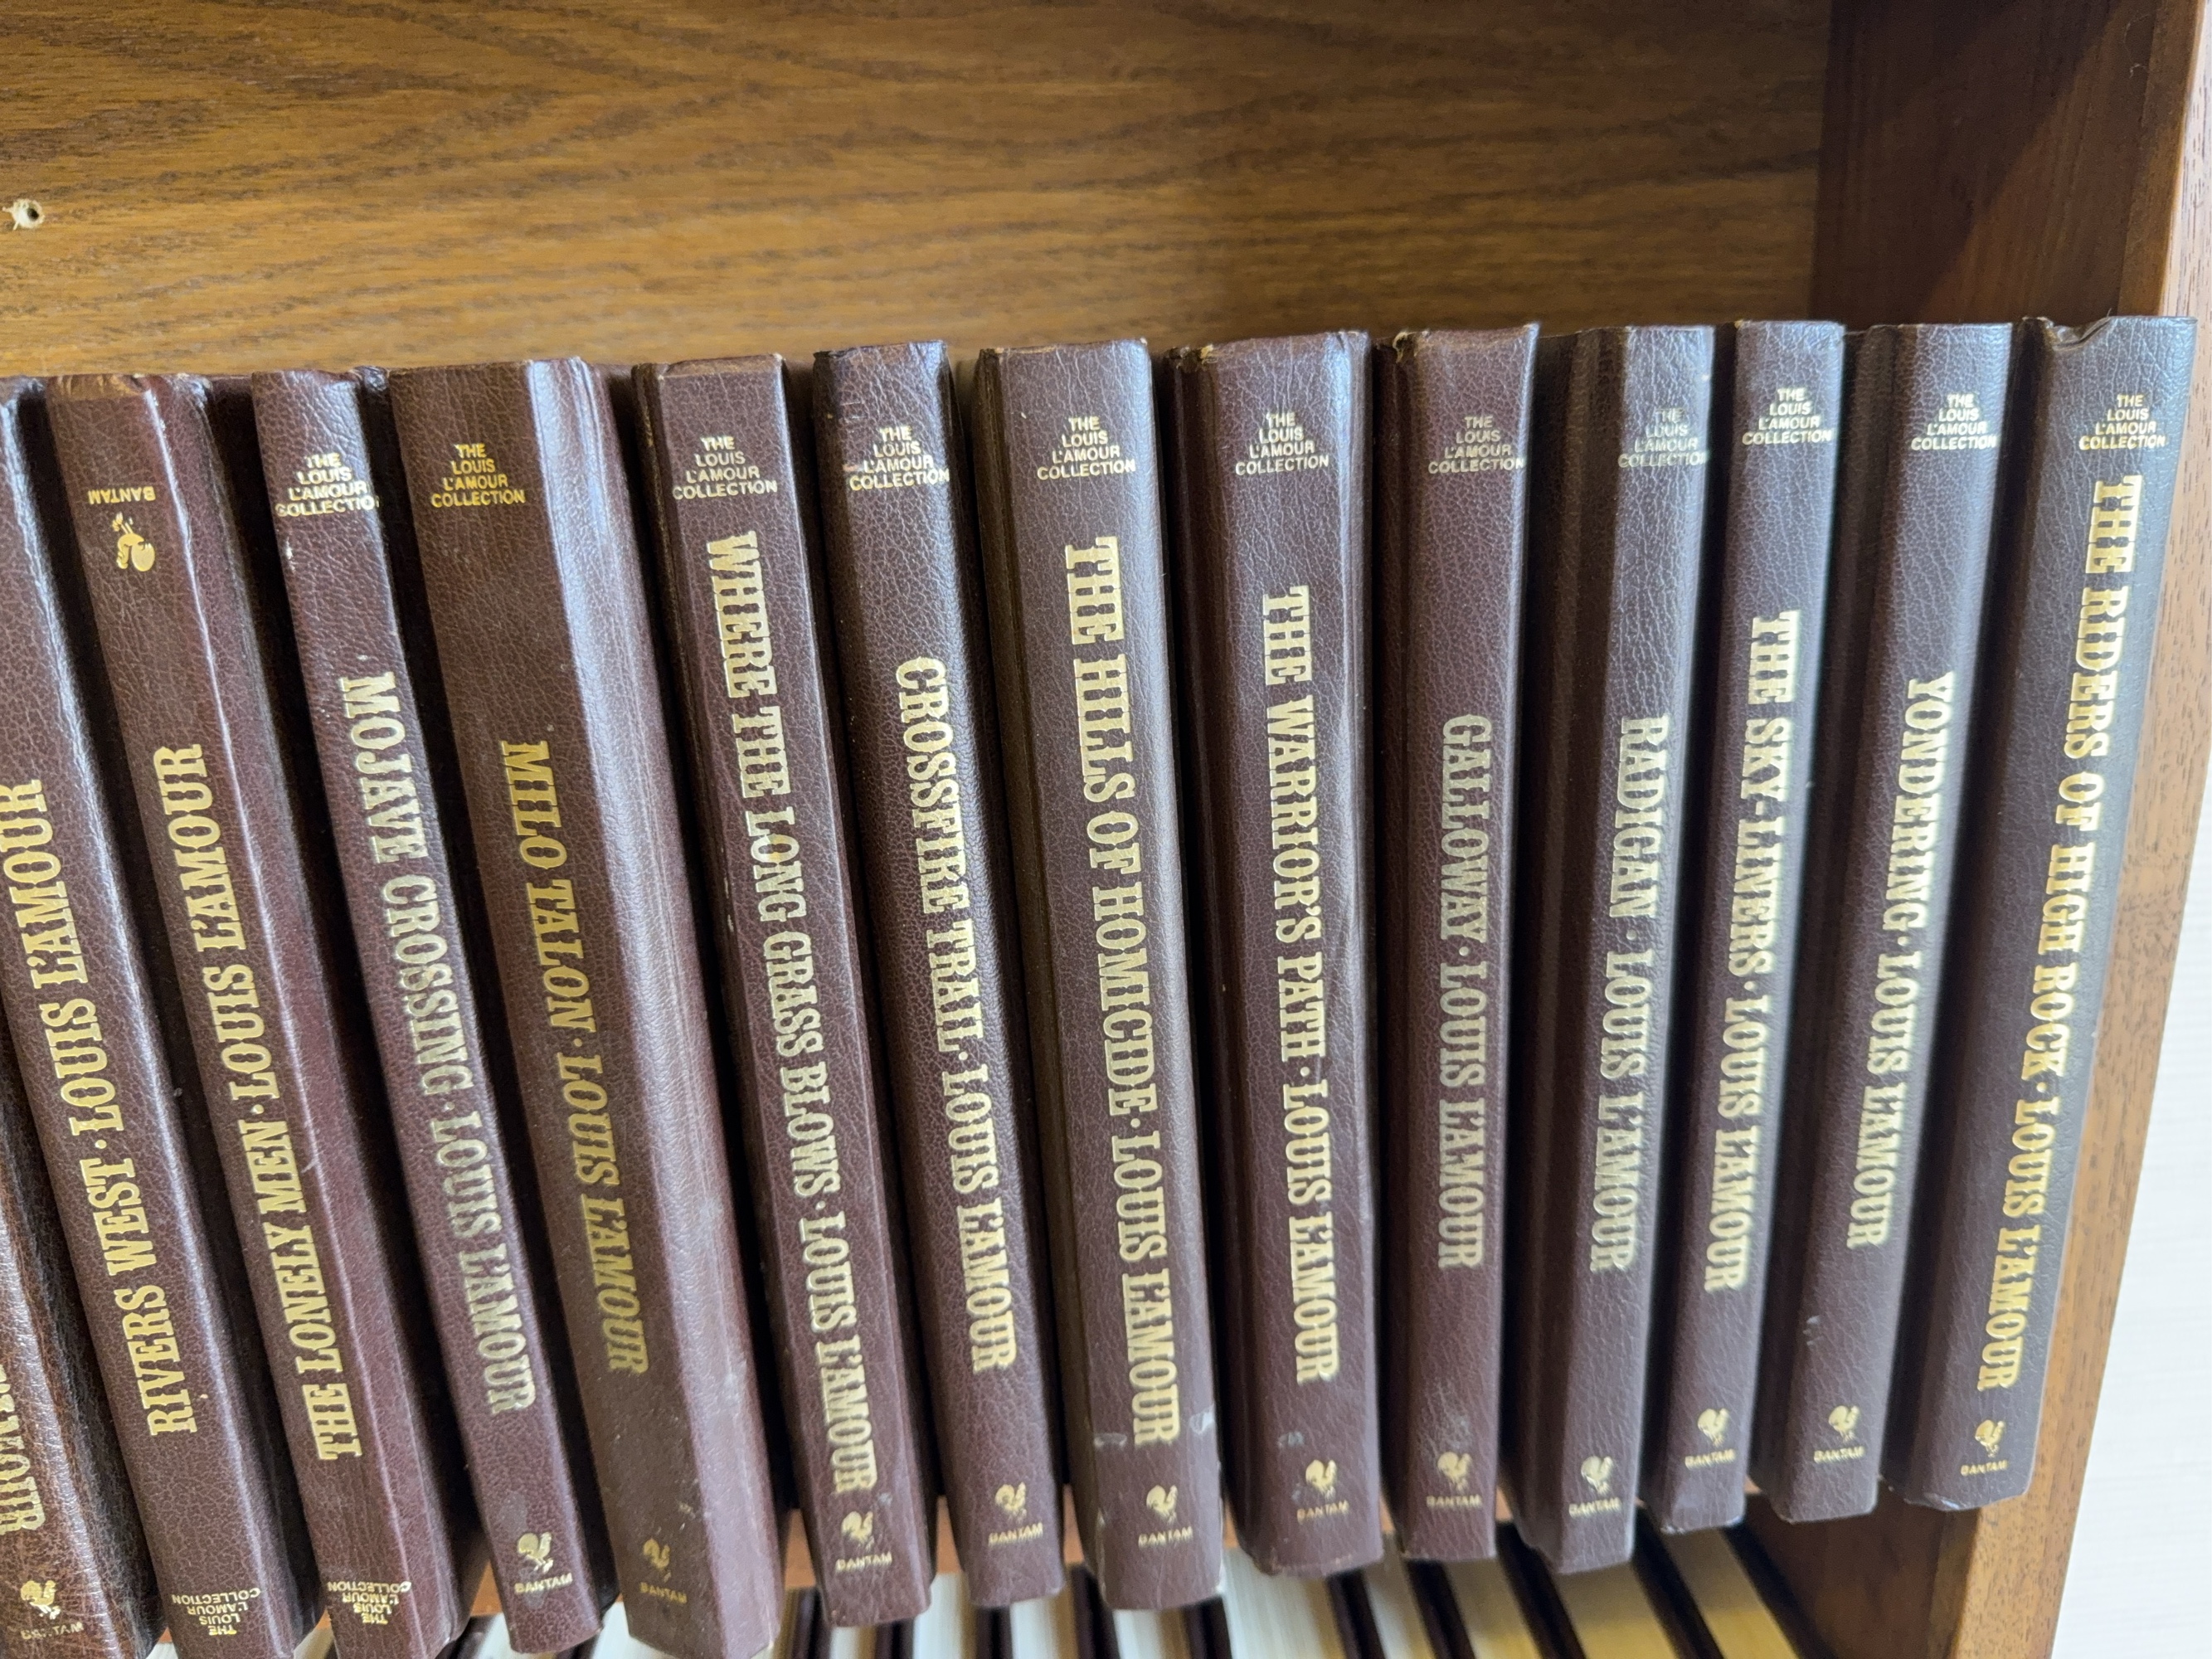 L'AMOUR
BANTAM
RIVERS WEST · LOUIS L'AMOUR
THE LOUIS L'AMOUR COLLECTION
BANTAM
THE LONELY MEN · LOUIS L'AMOUR
THE LOUIS L'AMOUR COLLECTION
THE
LOUIS
L'AMOUR
COLLECTION
MOJAVE CROSSING · LOUIS L'AMOUR
BANTAM
THE
LOUIS
L'AMOUR
COLLECTION
MILO TALON · LOUIS L'AMOUR
BANTAM
THE
LOUIS
L'AMOUR
COLLECTION
WHERE THE LONG GRASS BLOWS · LOUIS L'AMOUR
BANTAM
THE
LOUIS
L'AMOUR
COLLECTION
CROSSFIRE TRAIL · LOUIS L'AMOUR
BANTAM
THE
LOUIS
L'AMOUR
COLLECTION
THE HILLS OF HOMICIDE · LOUIS L'AMOUR
BANTAM
THE
LOUIS
L'AMOUR
COLLECTION
THE WARRIOR'S PATH · LOUIS L'AMOUR
BANTAM
THE
LOUIS
L'AMOUR
COLLECTION
GALLOWAY · LOUIS L'AMOUR
BANTAM
THE
LOUIS
L'AMOUR
COLLECTION
RADIGAN · LOUIS L'AMOUR
BANTAM
THE
LOUIS
L'AMOUR
COLLECTION
THE SKY-LINERS · LOUIS L'AMOUR
BANTAM
THE
LOUIS
L'AMOUR
COLLECTION
YONDERING · LOUIS L'AMOUR
BANTAM
THE
LOUIS
L'AMOUR
COLLECTION
THE RIDERS OF HIGH ROCK · LOUIS L'AMOUR
BANTAM